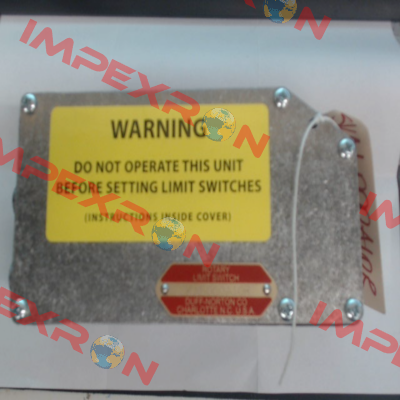 WARNING
DO NOT OPERATE THIS UNIT
BEFORE SETTING LIMIT SWITCHES
(INSTRUCTIONS INSIDE COVER)
ROTARY
LIMIT SWITCH
DUFF-NORTON CO
CHARLOTTE N.C. U.S.A.
IMPEXRON
IMPEXRON
IMPEXRON
IMPEXRON